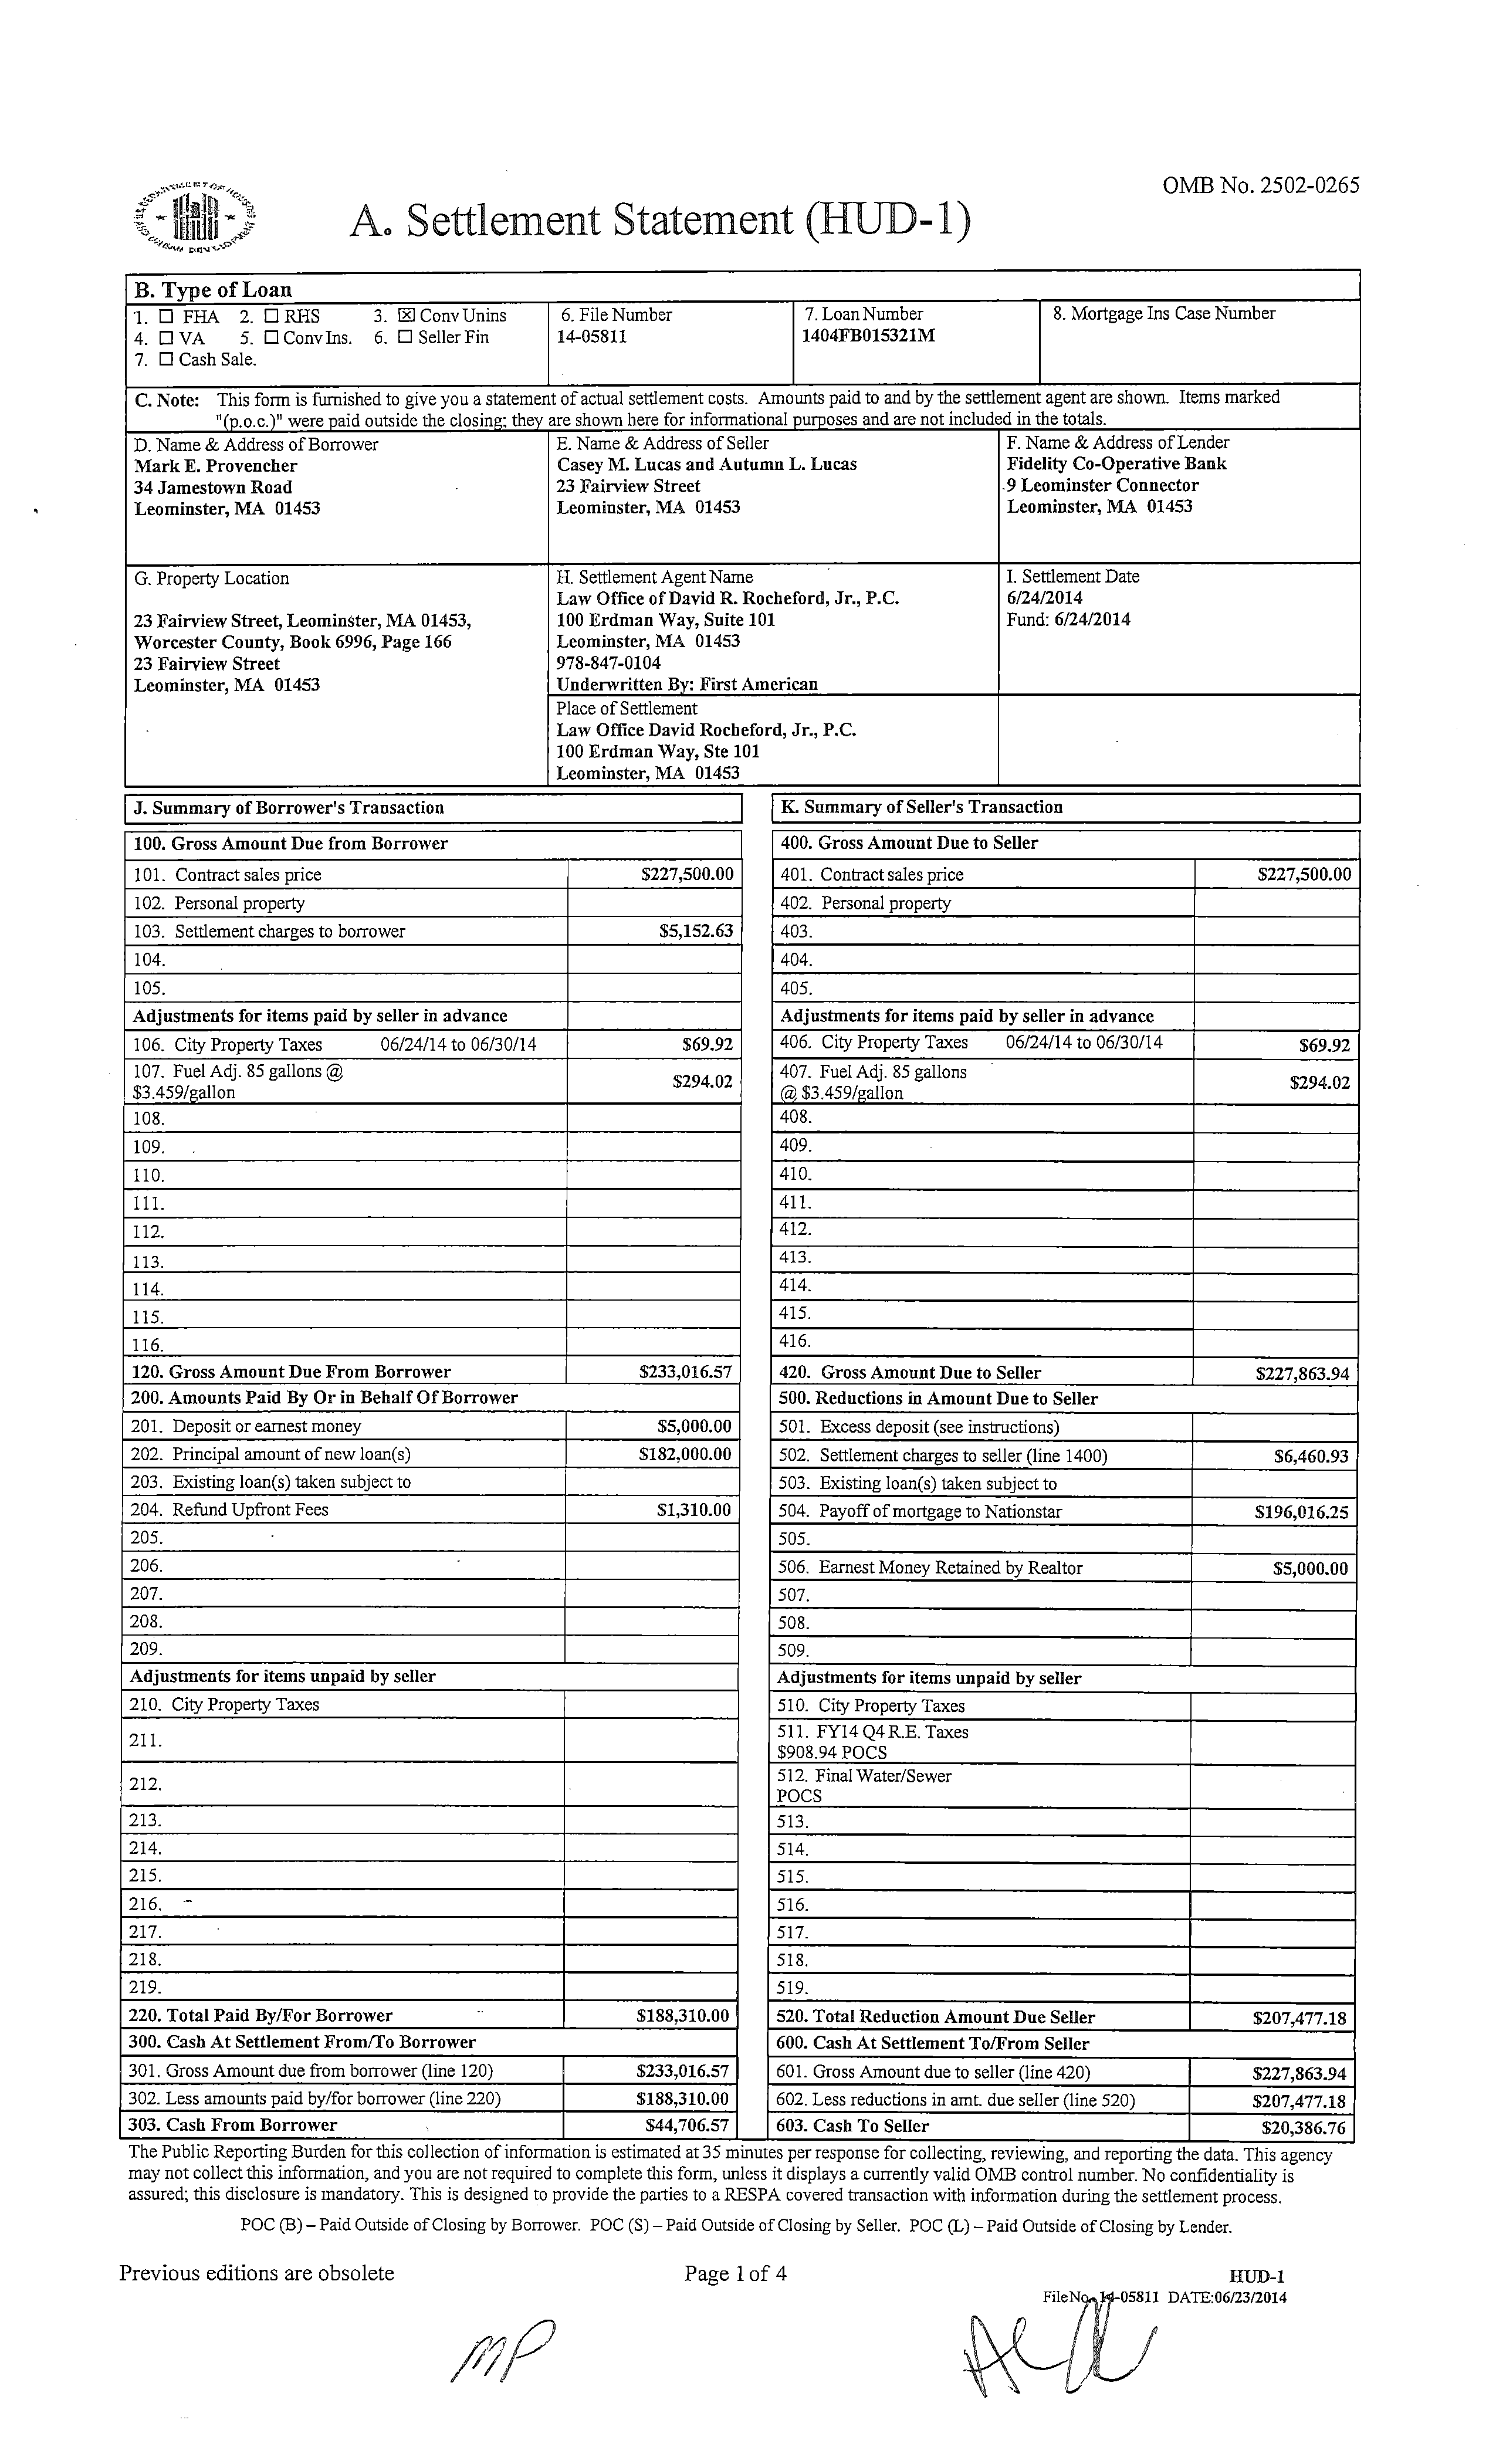 OMB No. 2502-0265
A. Settlement Statement (HUD-1)
B. Type of Loan
1. ☐ FHA 2. ☐ RHS 3. ☒ Conv Unins
4. ☐ VA 5. ☐ Conv Ins. 6. ☐ Seller Fin
7. ☐ Cash Sale.
6. File Number
14-05811
7. Loan Number
1404FB015321M
8. Mortgage Ins Case Number
C. Note: This form is furnished to give you a statement of actual settlement costs. Amounts paid to and by the settlement agent are shown. Items marked
"(p.o.c.)" were paid outside the closing; they are shown here for informational purposes and are not included in the totals.
D. Name & Address of Borrower
Mark E. Provencher
34 Jamestown Road
Leominster, MA 01453
E. Name & Address of Seller
Casey M. Lucas and Autumn L. Lucas
23 Fairview Street
Leominster, MA 01453
F. Name & Address of Lender
Fidelity Co-Operative Bank
9 Leominster Connector
Leominster, MA 01453
G. Property Location
23 Fairview Street, Leominster, MA 01453,
Worcester County, Book 6996, Page 166
23 Fairview Street
Leominster, MA 01453
H. Settlement Agent Name
Law Office of David R. Rocheford, Jr., P.C.
100 Erdman Way, Suite 101
Leominster, MA 01453
978-847-0104
Underwritten By: First American
Place of Settlement
Law Office David Rocheford, Jr., P.C.
100 Erdman Way, Ste 101
Leominster, MA 01453
I. Settlement Date
6/24/2014
Fund: 6/24/2014
J. Summary of Borrower's Transaction
100. Gross Amount Due from Borrower
101. Contract sales price $227,500.00
102. Personal property
103. Settlement charges to borrower $5,152.63
104.
105.
Adjustments for items paid by seller in advance
106. City Property Taxes 06/24/14 to 06/30/14 $69.92
107. Fuel Adj. 85 gallons @
$3.459/gallon $294.02
108.
109.
110.
111.
112.
113.
114.
115.
116.
120. Gross Amount Due From Borrower $233,016.57
200. Amounts Paid By Or in Behalf Of Borrower
201. Deposit or earnest money $5,000.00
202. Principal amount of new loan(s) $182,000.00
203. Existing loan(s) taken subject to
204. Refund Upfront Fees $1,310.00
205.
206.
207.
208.
209.
Adjustments for items unpaid by seller
210. City Property Taxes
211.
212.
213.
214.
215.
216.
217.
218.
219.
220. Total Paid By/For Borrower $188,310.00
300. Cash At Settlement From/To Borrower
301. Gross Amount due from borrower (line 120) $233,016.57
302. Less amounts paid by/for borrower (line 220) $188,310.00
303. Cash From Borrower $44,706.57
K. Summary of Seller's Transaction
400. Gross Amount Due to Seller
401. Contract sales price $227,500.00
402. Personal property
403.
404.
405.
Adjustments for items paid by seller in advance
406. City Property Taxes 06/24/14 to 06/30/14 $69.92
407. Fuel Adj. 85 gallons
@ $3.459/gallon $294.02
408.
409.
410.
411.
412.
413.
414.
415.
416.
420. Gross Amount Due to Seller $227,863.94
500. Reductions in Amount Due to Seller
501. Excess deposit (see instructions)
502. Settlement charges to seller (line 1400) $6,460.93
503. Existing loan(s) taken subject to
504. Payoff of mortgage to Nationstar $196,016.25
505.
506. Earnest Money Retained by Realtor $5,000.00
507.
508.
509.
Adjustments for items unpaid by seller
510. City Property Taxes
511. FY14 Q4 R.E. Taxes
$908.94 POCS
512. Final Water/Sewer
POCS
513.
514.
515.
516.
517.
518.
519.
520. Total Reduction Amount Due Seller $207,477.18
600. Cash At Settlement To/From Seller
601. Gross Amount due to seller (line 420) $227,863.94
602. Less reductions in amt. due seller (line 520) $207,477.18
603. Cash To Seller $20,386.76
The Public Reporting Burden for this collection of information is estimated at 35 minutes per response for collecting, reviewing, and reporting the data. This agency
may not collect this information, and you are not required to complete this form, unless it displays a currently valid OMB control number. No confidentiality is
assured; this disclosure is mandatory. This is designed to provide the parties to a RESPA covered transaction with information during the settlement process.
POC (B) – Paid Outside of Closing by Borrower. POC (S) – Paid Outside of Closing by Seller. POC (L) – Paid Outside of Closing by Lender.
Previous editions are obsolete Page 1 of 4 HUD-1
File No. 14-05811 DATE:06/23/2014
MP